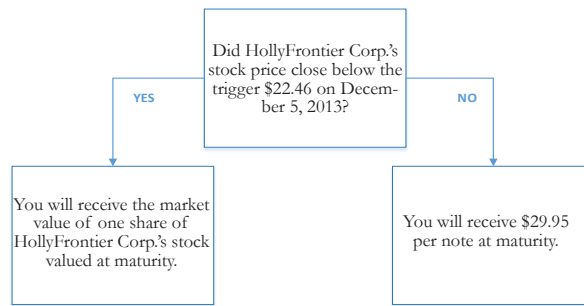 Did HollyFrontier Corp.'s
stock price close below the
trigger $22.46 on Decem-
ber 5, 2013?
YES
NO
You will receive the market
value of one share of
HollyFrontier Corp.'s stock
valued at maturity.
You will receive $29.95
per note at maturity.